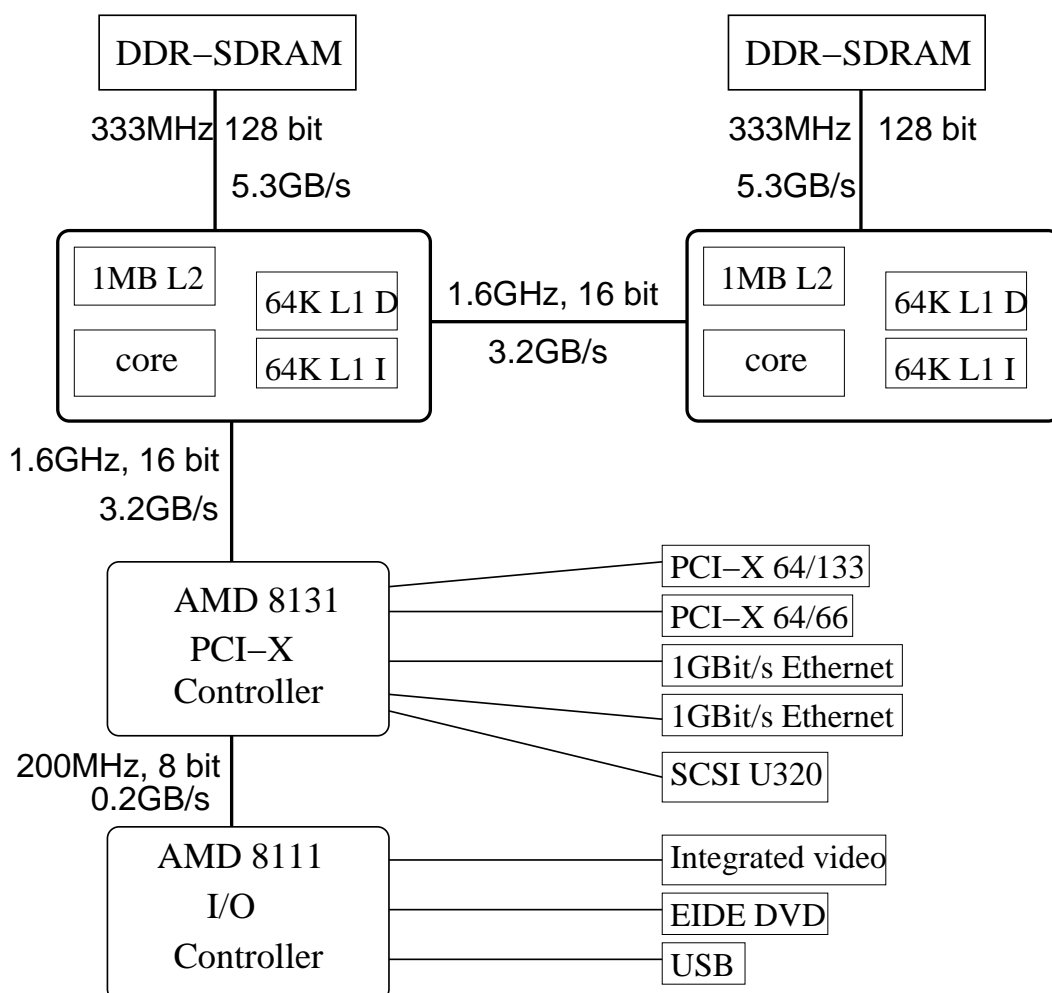 DDR–SDRAM
DDR–SDRAM
333MHz 128 bit
333MHz 128 bit
5.3GB/s
5.3GB/s
1MB L2
64K L1 D
core
64K L1 I
1.6GHz, 16 bit
3.2GB/s
1MB L2
64K L1 D
core
64K L1 I
1.6GHz, 16 bit
3.2GB/s
AMD 8131
PCI–X
Controller
PCI–X 64/133
PCI–X 64/66
1GBit/s Ethernet
1GBit/s Ethernet
SCSI U320
200MHz, 8 bit
0.2GB/s
AMD 8111
I/O
Controller
Integrated video
EIDE DVD
USB